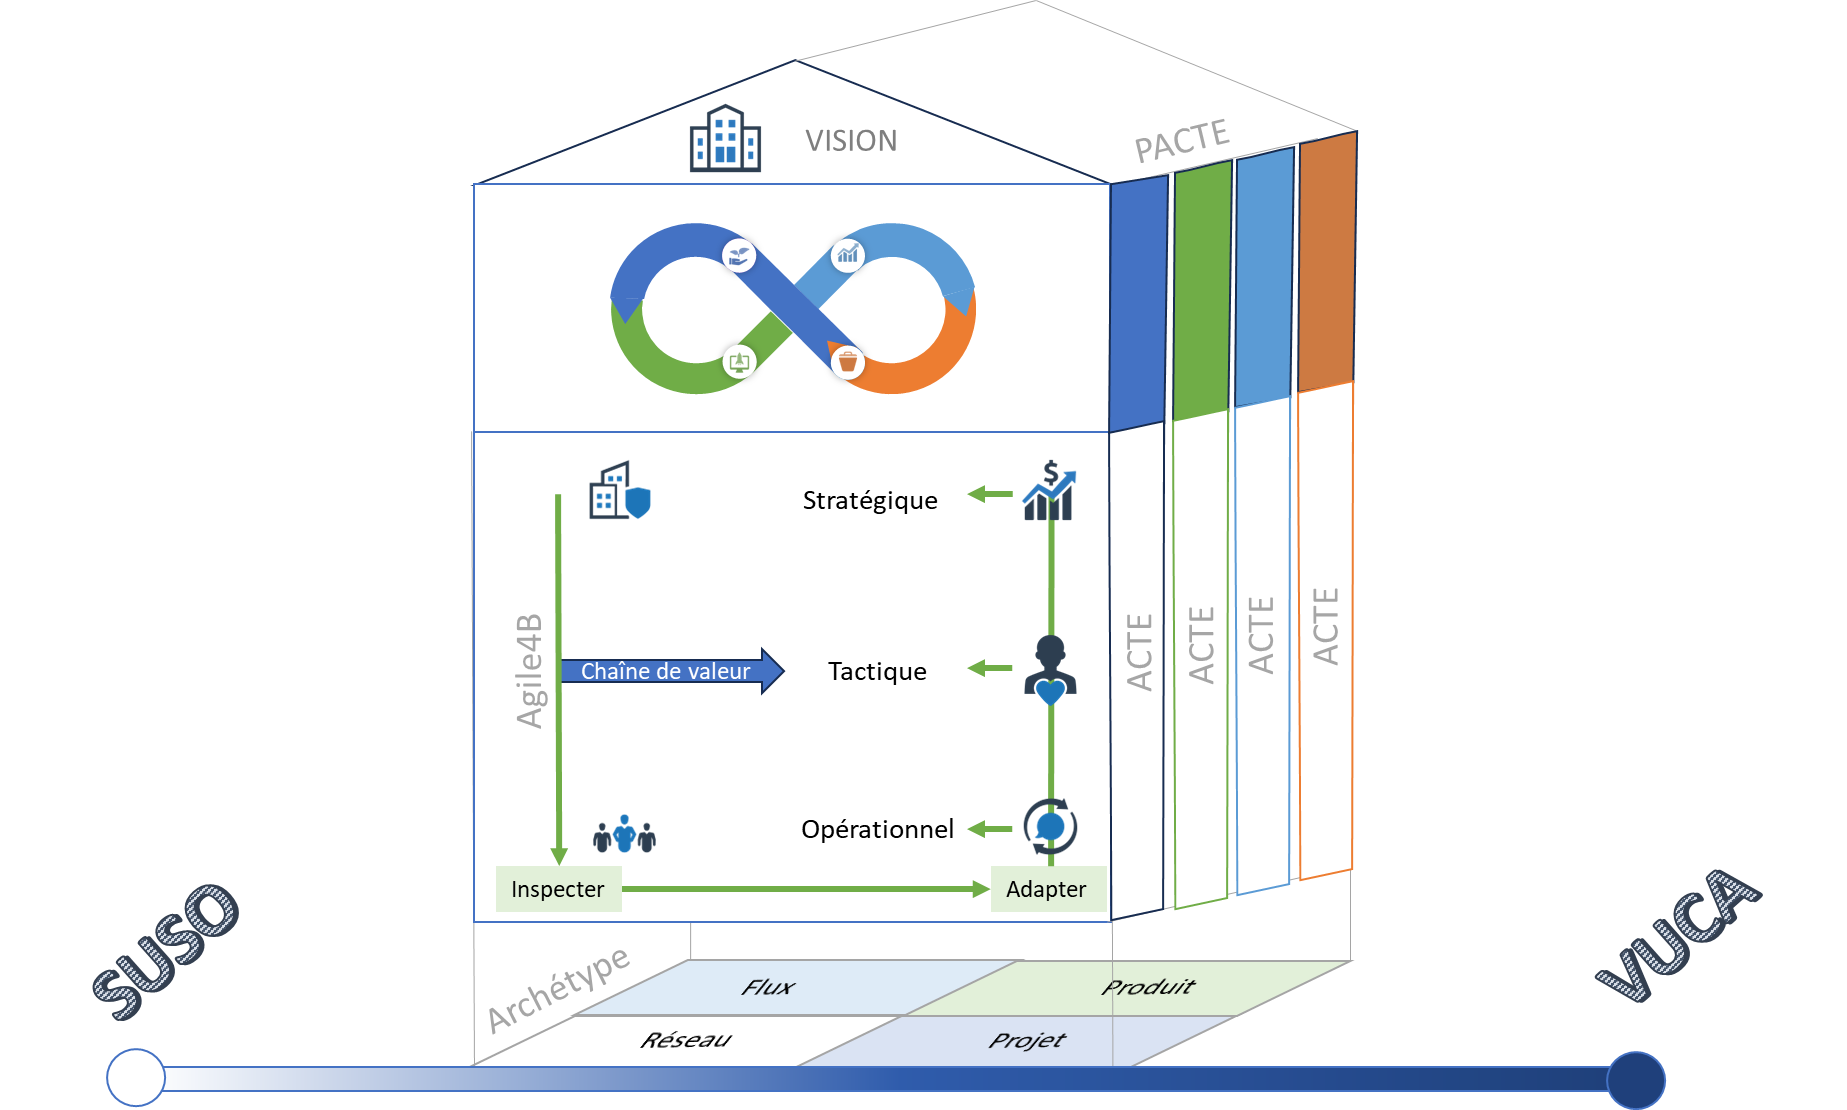 VISION
PACTE
Stratégique
Agile4B
Chaîne de valeur
Tactique
ACTE
ACTE
ACTE
ACTE
Opérationnel
Inspecter
Adapter
SUSO
VUCA
Archétype
Flux
Produit
Réseau
Projet
$